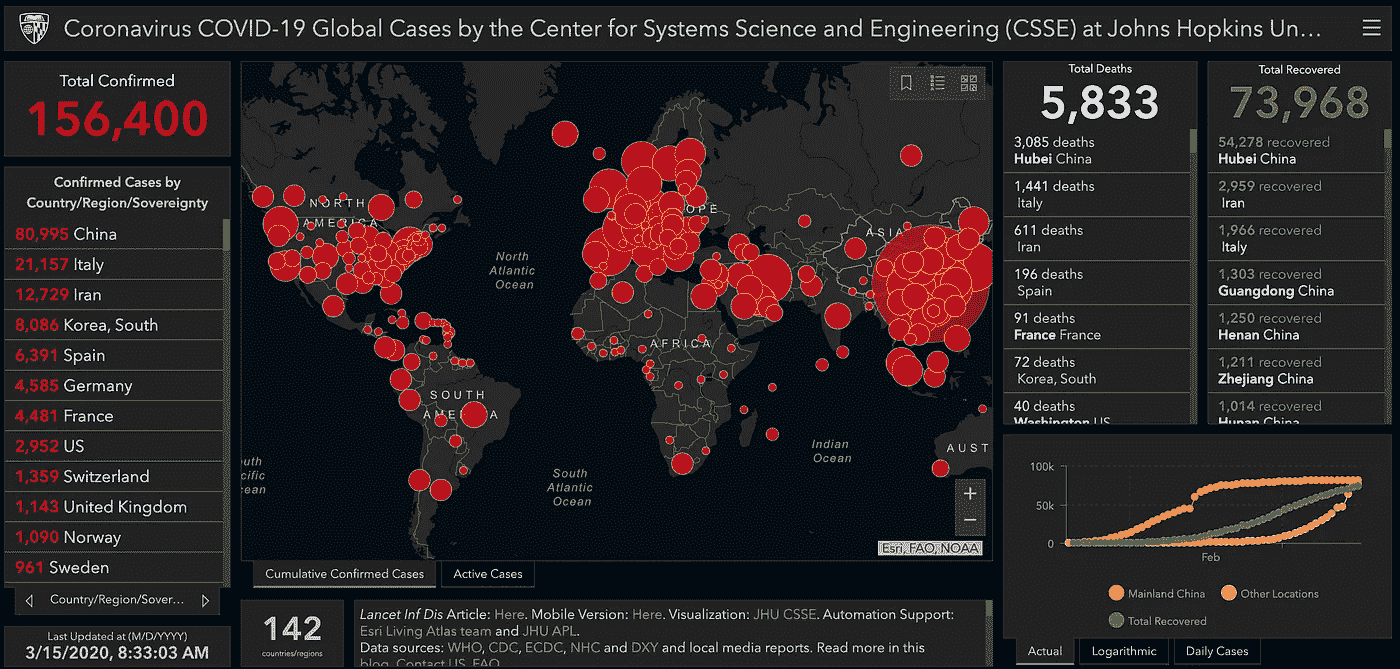 Coronavirus COVID-19 Global Cases by the Center for Systems Science and Engineering (CSSE) at Johns Hopkins Un...
Total Confirmed
156,400
Confirmed Cases by
Country/Region/Sovereignty
80,995 China
21,157 Italy
12,729 Iran
8,086 Korea, South
6,391 Spain
4,585 Germany
4,481 France
2,952 US
1,359 Switzerland
1,143 United Kingdom
1,090 Norway
961 Sweden
Country/Region/Sover...
Last Updated at (M/D/YYYY)
3/15/2020, 8:33:03 AM
NORTH
AMERICA
North
Atlantic
Ocean
OPE
ASIA
AFRICA
SOUTH
AMERICA
Indian
Ocean
AUST
uth
cific
ean
South
Atlantic
Ocean
+
−
Esri, FAO, NOAA
Cumulative Confirmed Cases
Active Cases
142
countries/regions
Lancet Inf Dis Article: Here. Mobile Version: Here. Visualization: JHU CSSE. Automation Support:
Esri Living Atlas team and JHU APL.
Data sources: WHO, CDC, ECDC, NHC and DXY and local media reports. Read more in this
blog. Contact US. FAQ.
Total Deaths
5,833
3,085 deaths
Hubei China
1,441 deaths
Italy
611 deaths
Iran
196 deaths
Spain
91 deaths
France France
72 deaths
Korea, South
40 deaths
Washington US
Total Recovered
73,968
54,278 recovered
Hubei China
2,959 recovered
Iran
1,966 recovered
Italy
1,303 recovered
Guangdong China
1,250 recovered
Henan China
1,211 recovered
Zhejiang China
1,014 recovered
Hunan China
100k
50k
0
Feb
Mainland China
Other Locations
Total Recovered
Actual
Logarithmic
Daily Cases